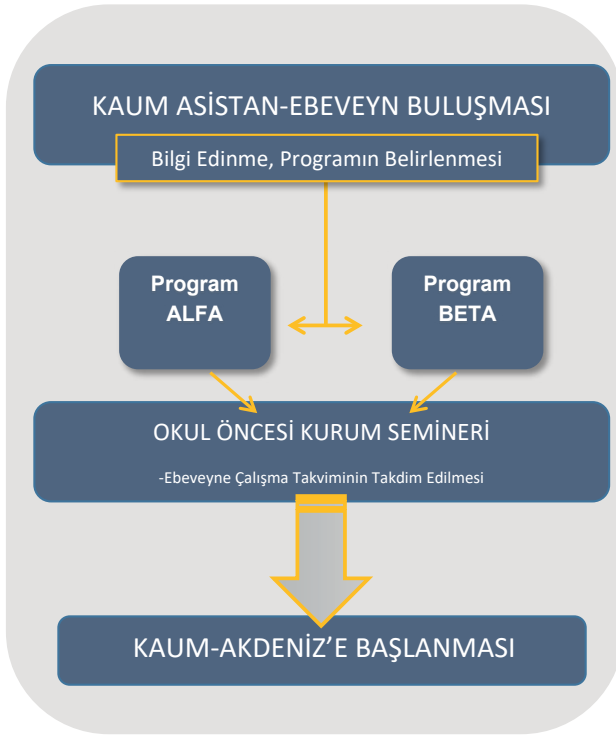 KAUM ASİSTAN-EBEVEYN BULUŞMASI
Bilgi Edinme, Programın Belirlenmesi
Program
ALFA
Program
BETA
OKUL ÖNCESİ KURUM SEMİNERİ
-Ebeveyne Çalışma Takviminin Takdim Edilmesi
KAUM-AKDENİZ’E BAŞLANMASI